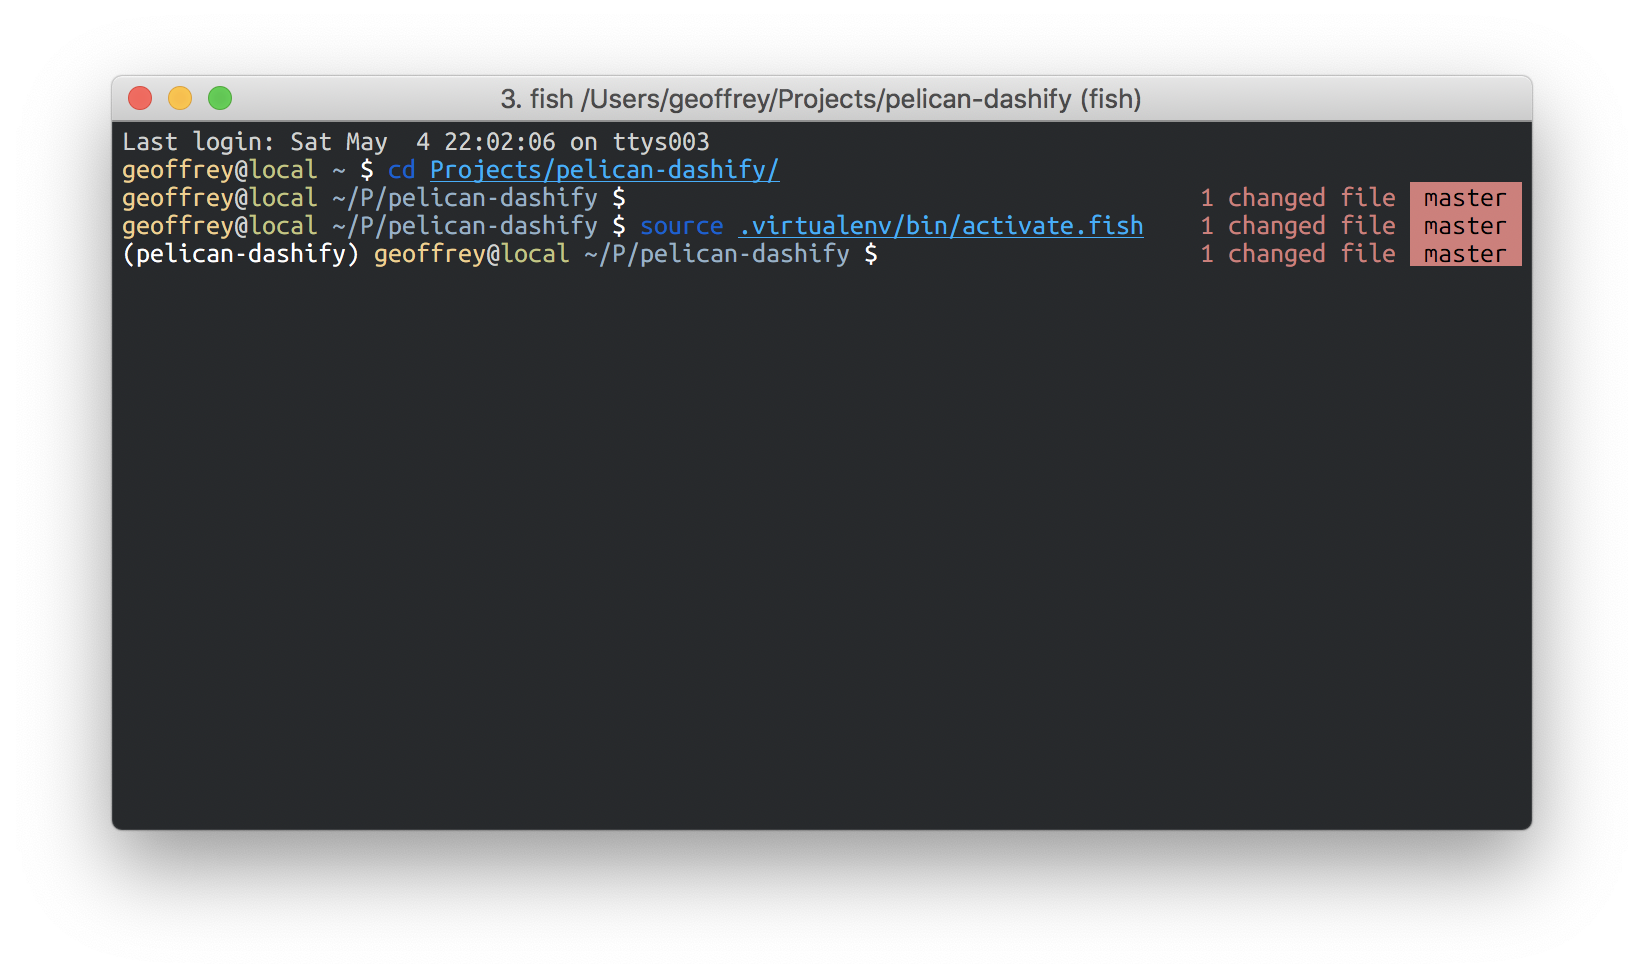 3. fish /Users/geoffrey/Projects/pelican-dashify (fish)
Last login: Sat May  4 22:02:06 on ttys003
geoffrey@local ~ $ cd Projects/pelican-dashify/
geoffrey@local ~/P/pelican-dashify $ 1 changed file master
geoffrey@local ~/P/pelican-dashify $ source .virtualenv/bin/activate.fish 1 changed file master
(pelican-dashify) geoffrey@local ~/P/pelican-dashify $ 1 changed file master